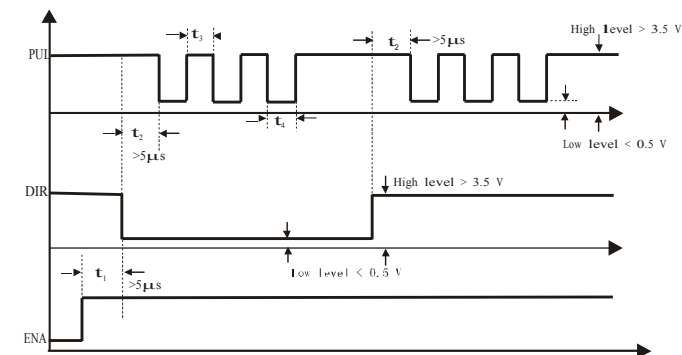 t₃
t₂ >5μs
High level > 3.5 V
PUL
t₂
>5μs
t₄
Low level < 0.5 V
High level > 3.5 V
DIR
t₁
>5μs
Low level < 0.5 V
ENA